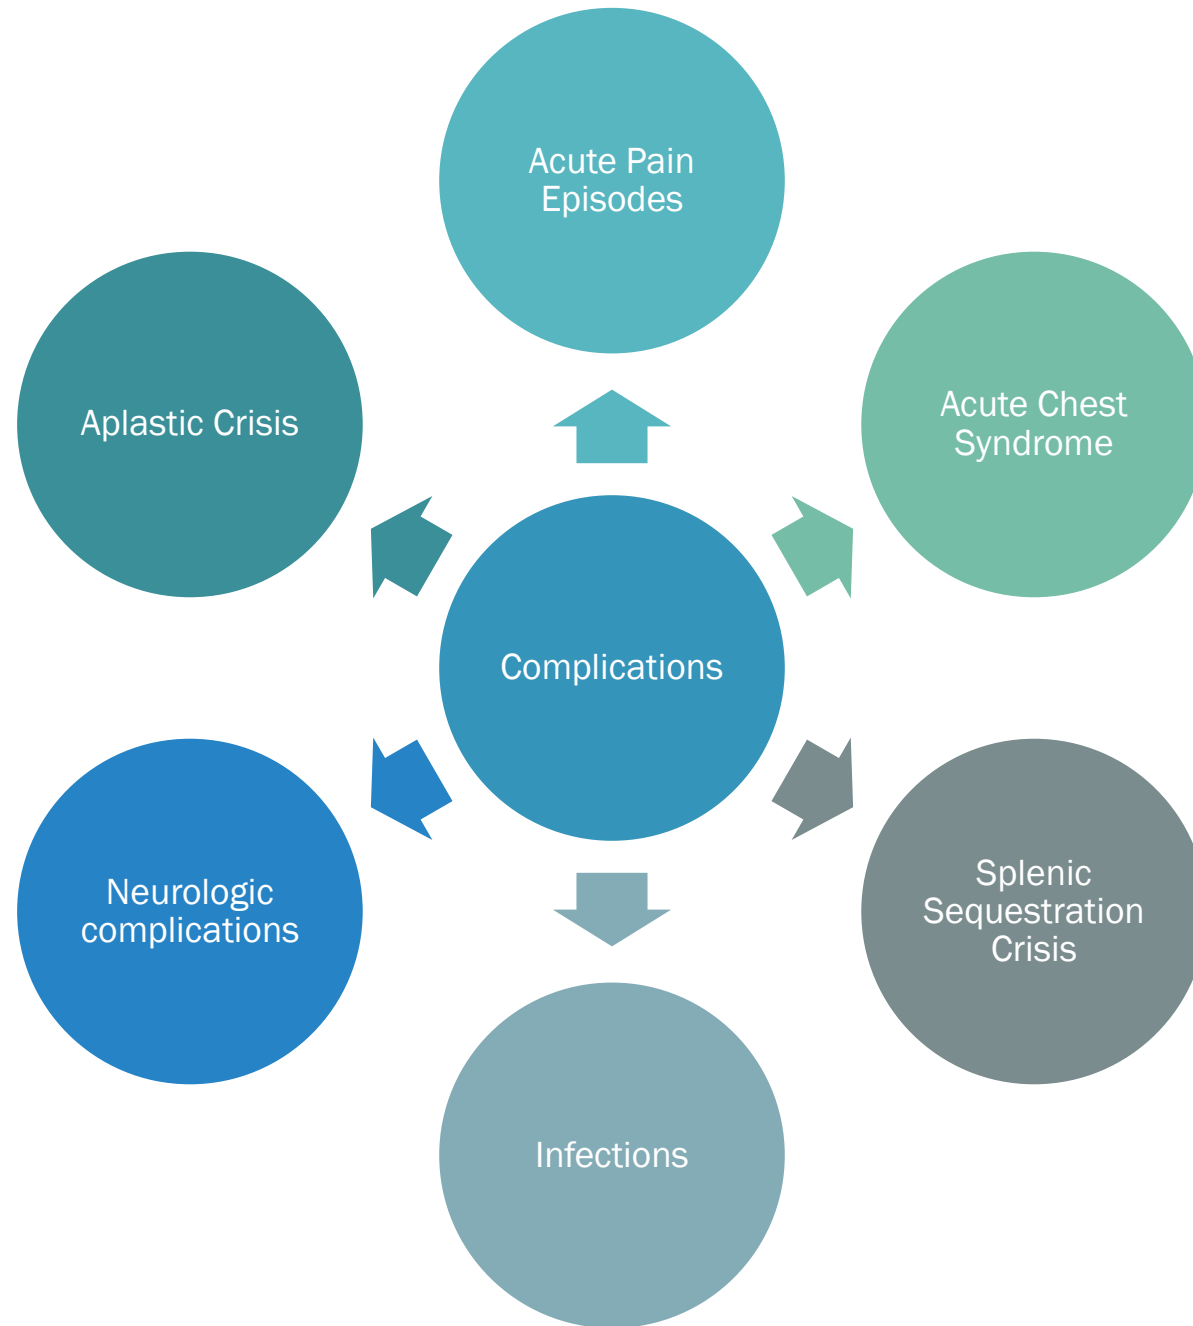 Acute Pain
Episodes
Acute Chest
Syndrome
Splenic
Sequestration
Crisis
Infections
Neurologic
complications
Aplastic Crisis
Complications